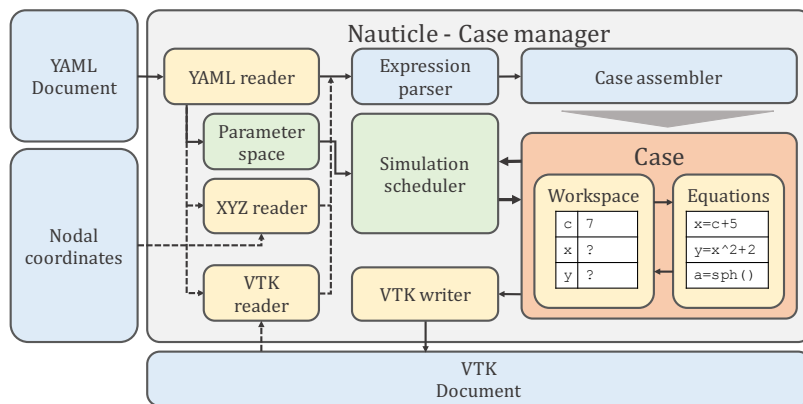 Nauticle - Case manager
YAML
Document
YAML reader
Expression
parser
Case assembler
Parameter
space
Simulation
scheduler
Case
Nodal
coordinates
XYZ reader
Workspace
c 7
x ?
y ?
Equations
x=c+5
y=x^2+2
a=sph()
VTK
reader
VTK writer
VTK
Document